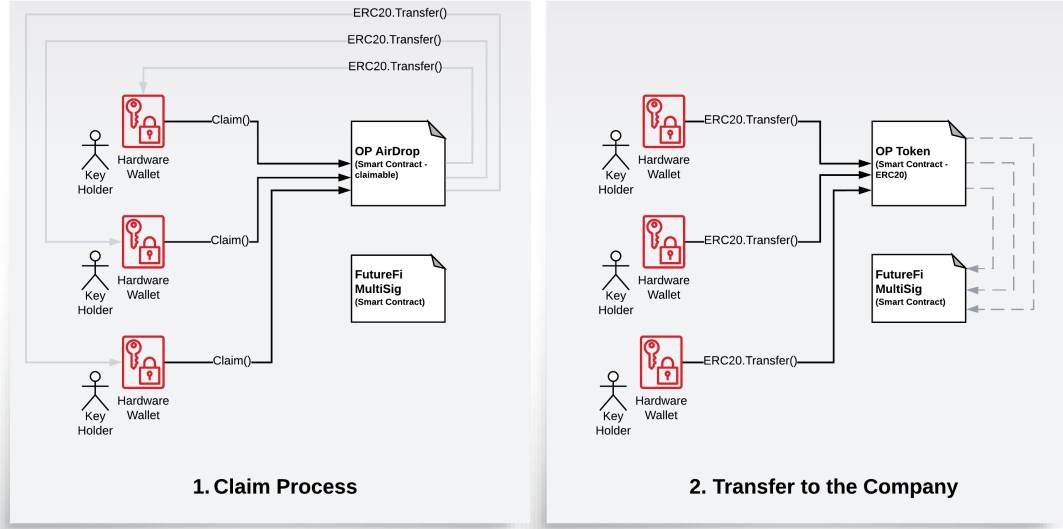 ERC20.Transfer()
ERC20.Transfer()
ERC20.Transfer()
Claim()
Key
Holder
Hardware
Wallet
OP AirDrop
(Smart Contract -
claimable)
Claim()
Key
Holder
Hardware
Wallet
FutureFi
MultiSig
(Smart Contract)
Claim()
Key
Holder
Hardware
Wallet
1. Claim Process
ERC20.Transfer()
Key
Holder
Hardware
Wallet
OP Token
(Smart Contract -
ERC20)
ERC20.Transfer()
Key
Holder
Hardware
Wallet
FutureFi
MultiSig
(Smart Contract)
ERC20.Transfer()
Key
Holder
Hardware
Wallet
2. Transfer to the Company